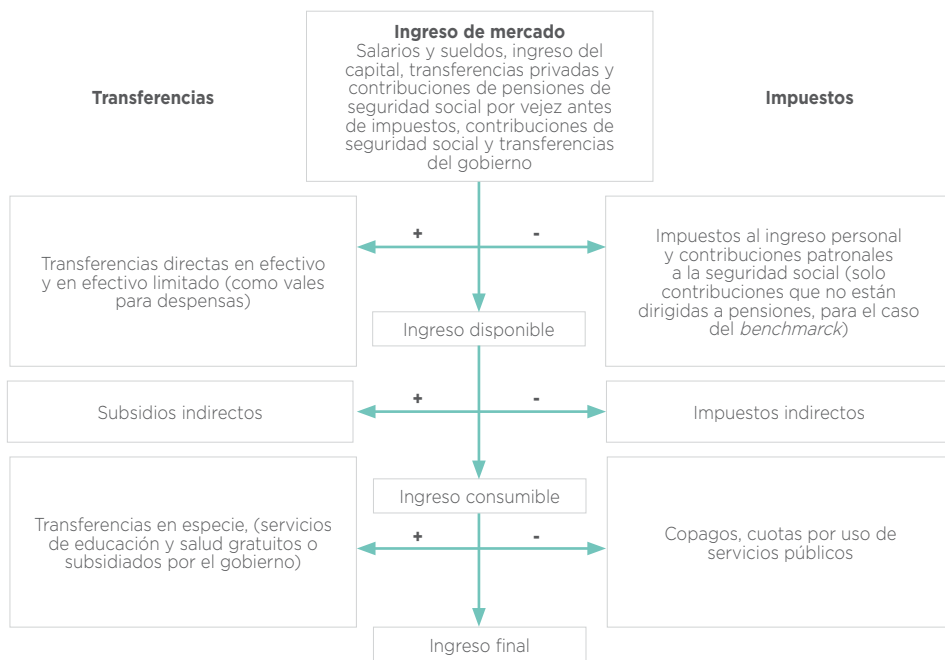 Ingreso de mercado
Salarios y sueldos, ingreso del
capital, transferencias privadas y
contribuciones de pensiones de
seguridad social por vejez antes
de impuestos, contribuciones de
seguridad social y transferencias
del gobierno
Transferencias
Impuestos
+
-
Transferencias directas en efectivo
y en efectivo limitado (como vales
para despensas)
Impuestos al ingreso personal
y contribuciones patronales
a la seguridad social (solo
contribuciones que no están
dirigidas a pensiones, para el caso
del benchmarck)
Ingreso disponible
+
-
Subsidios indirectos
Impuestos indirectos
Ingreso consumible
+
-
Transferencias en especie, (servicios
de educación y salud gratuitos o
subsidiados por el gobierno)
Copagos, cuotas por uso de
servicios públicos
Ingreso final